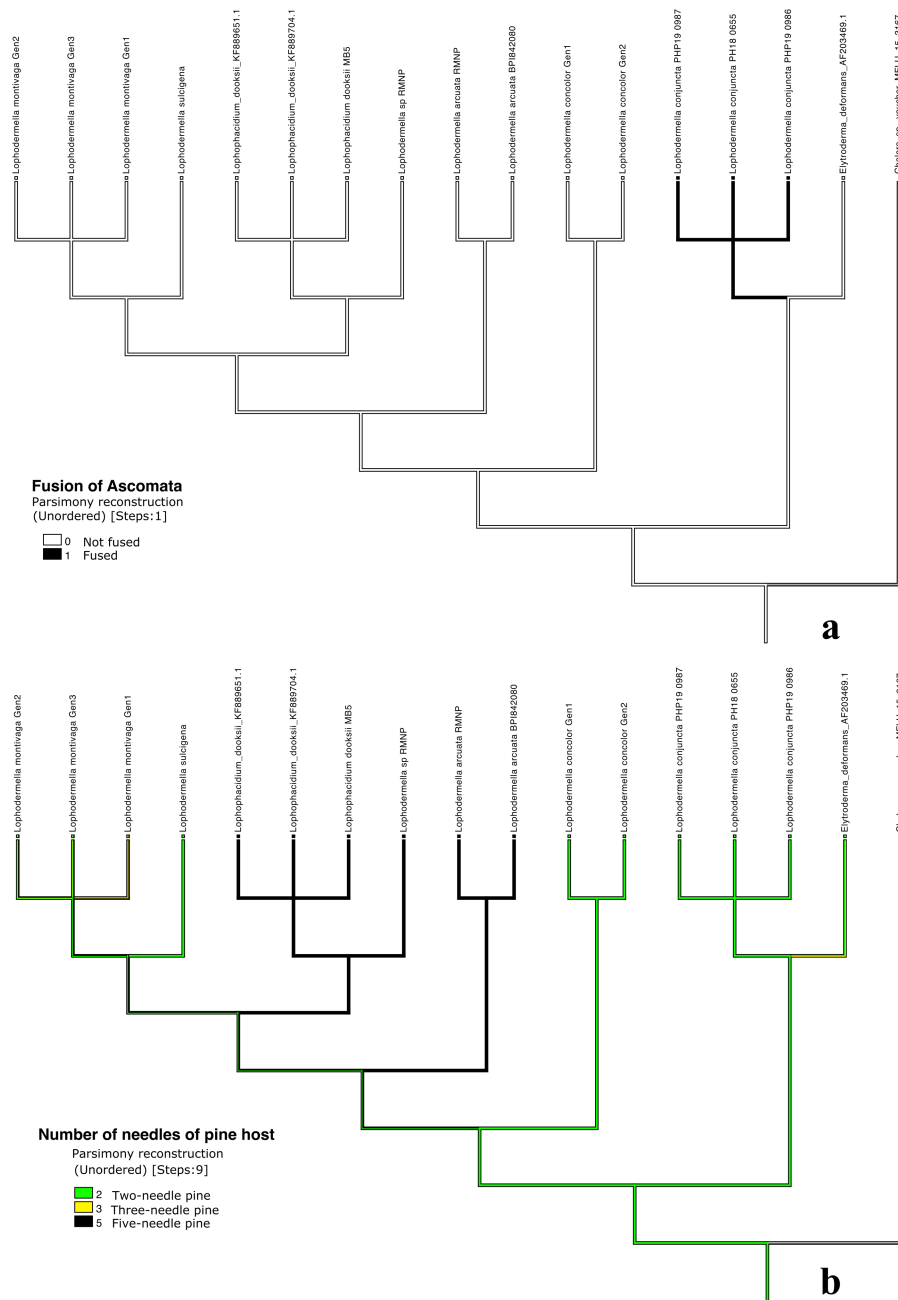 Lophodermella montivaga Gen2
Lophodermella montivaga Gen3
Lophodermella montivaga Gen1
Lophodermella sulcigena
Lophophacidium_dooksii_KF889651.1
Lophophacidium_dooksii_KF889704.1
Lophophacidium dooksii MB5
Lophodermella sp RMNP
Lophodermella arcuata RMNP
Lophodermella arcuata BPI842080
Lophodermella concolor Gen1
Lophodermella concolor Gen2
Lophodermella conjuncta PHP19 0987
Lophodermella conjuncta PH18 0655
Lophodermella conjuncta PHP19 0986
Elytroderma_deformans_AF203469.1
Fusion of Ascomata
Parsimony reconstruction
(Unordered) [Steps:1]
0 Not fused
1 Fused
a
Lophodermella montivaga Gen2
Lophodermella montivaga Gen3
Lophodermella montivaga Gen1
Lophodermella sulcigena
Lophophacidium_dooksii_KF889651.1
Lophophacidium_dooksii_KF889704.1
Lophophacidium dooksii MB5
Lophodermella sp RMNP
Lophodermella arcuata RMNP
Lophodermella arcuata BPI842080
Lophodermella concolor Gen1
Lophodermella concolor Gen2
Lophodermella conjuncta PHP19 0987
Lophodermella conjuncta PH18 0655
Lophodermella conjuncta PHP19 0986
Elytroderma_deformans_AF203469.1
Number of needles of pine host
Parsimony reconstruction
(Unordered) [Steps:9]
2 Two-needle pine
3 Three-needle pine
5 Five-needle pine
b